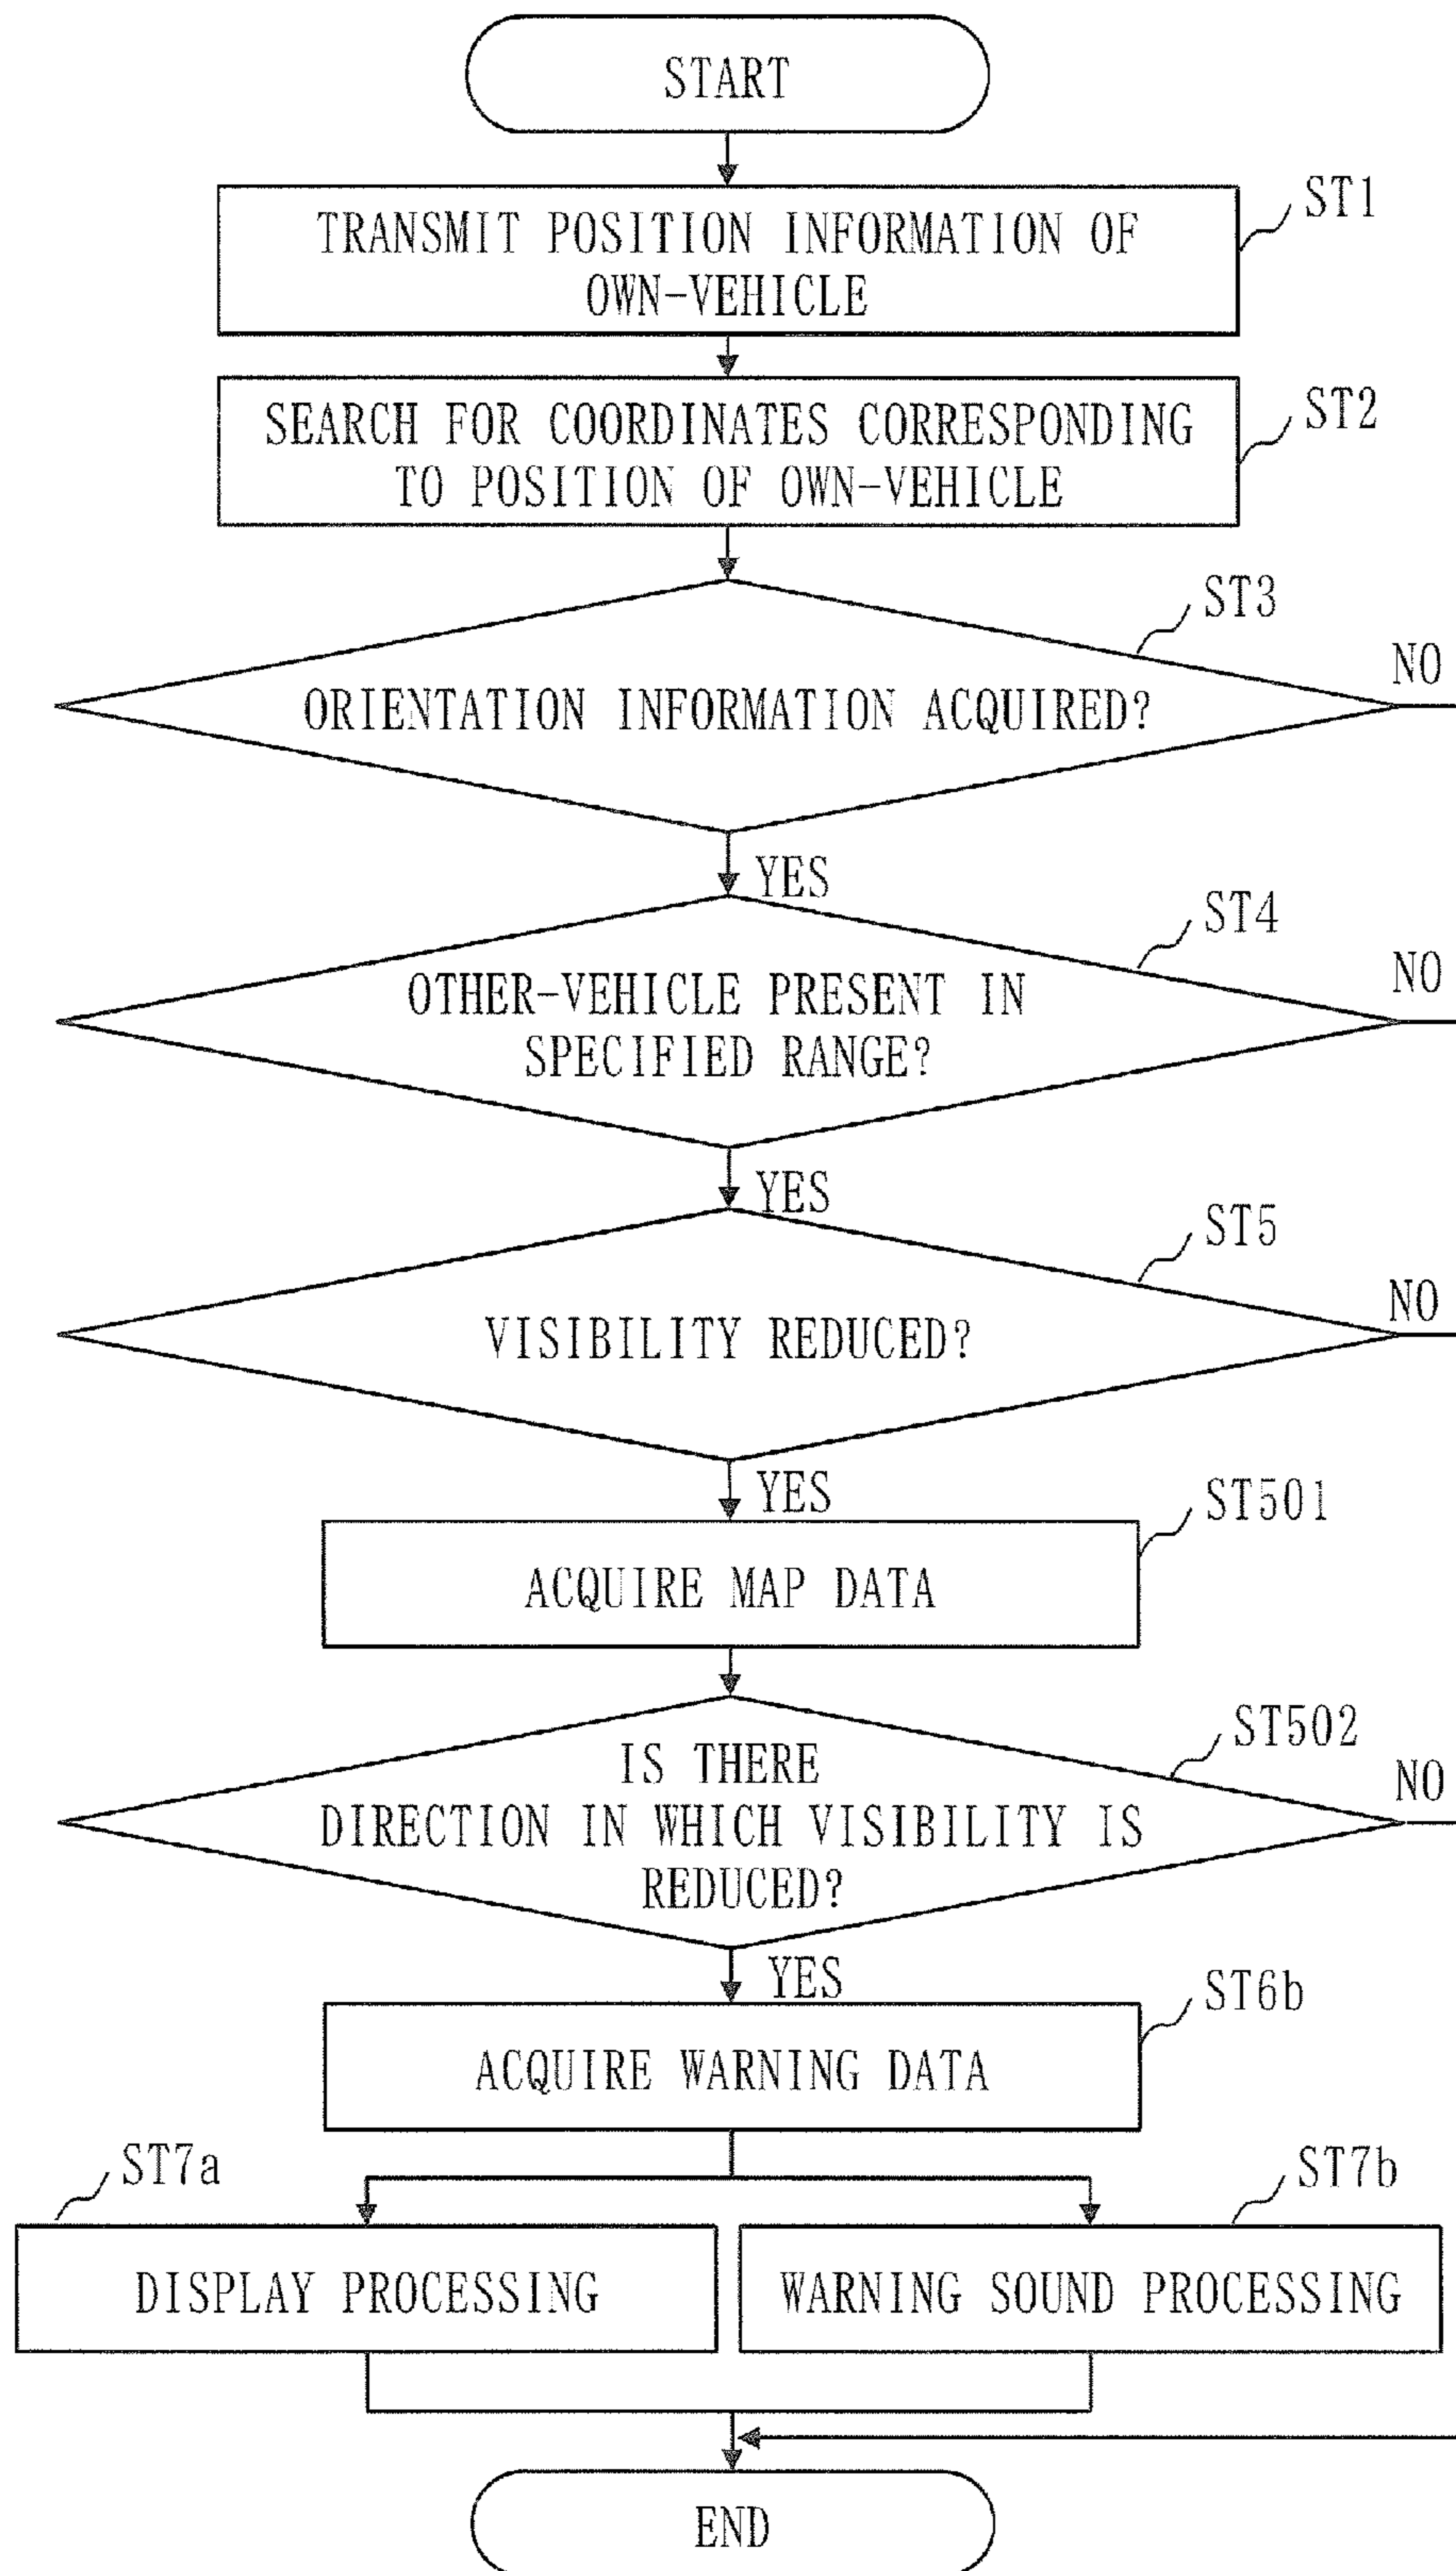 START
ST1
TRANSMIT POSITION INFORMATION OF
OWN-VEHICLE
ST2
SEARCH FOR COORDINATES CORRESPONDING
TO POSITION OF OWN-VEHICLE
ST3
NO
ORIENTATION INFORMATION ACQUIRED?
YES
ST4
NO
OTHER-VEHICLE PRESENT IN
SPECIFIED RANGE?
YES
ST5
NO
VISIBILITY REDUCED?
YES
ST501
ACQUIRE MAP DATA
ST502
NO
IS THERE
DIRECTION IN WHICH VISIBILITY IS
REDUCED?
YES
ST6b
ACQUIRE WARNING DATA
ST7a
ST7b
DISPLAY PROCESSING
WARNING SOUND PROCESSING
END